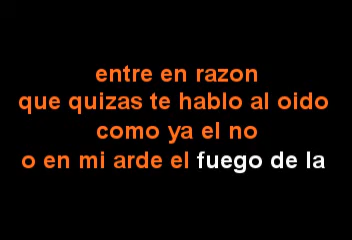 entre en razon
que quizas te hablo al oido
como ya el no
o en mi arde el fuego de la